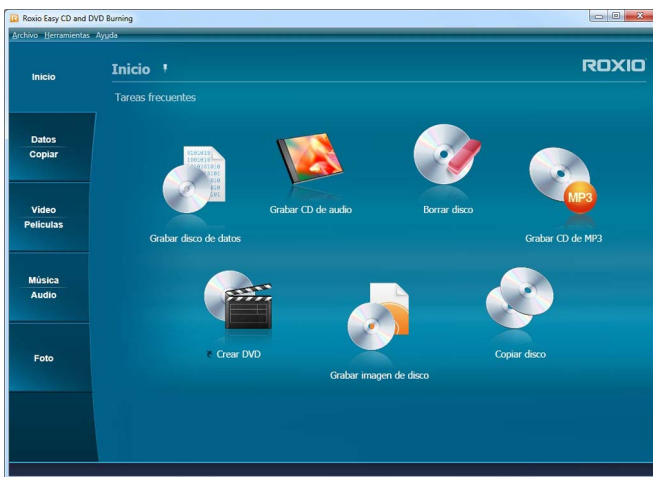 Roxio Easy CD and DVD Burning
Archivo Herramientas Ayuda
Inicio
ROXIO
Tareas frecuentes
Inicio
Datos
Copiar
Vídeo
Películas
Música
Audio
Foto
Grabar disco de datos
Grabar CD de audio
Borrar disco
MP3
Grabar CD de MP3
Crear DVD
Grabar imagen de disco
Copiar disco